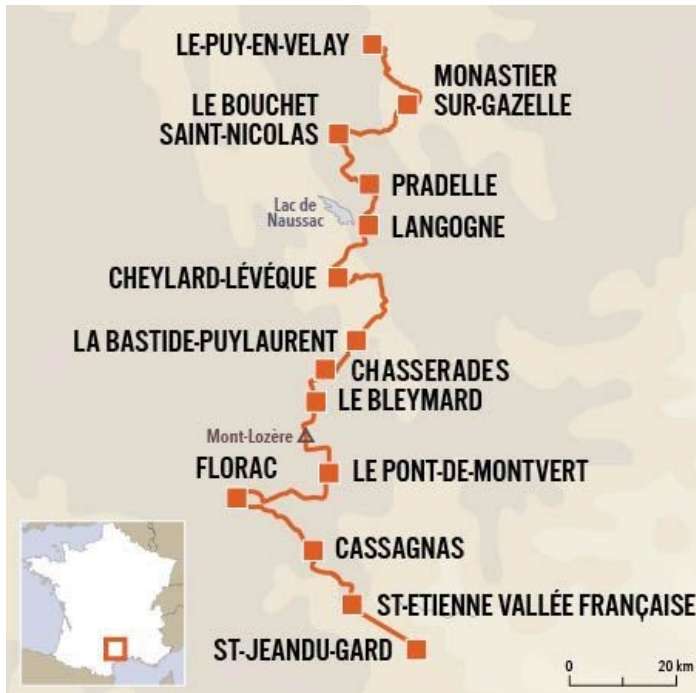 LE-PUY-EN-VELAY
MONASTIER
SUR-GAZELLE
LE BOUCHET
SAINT-NICOLAS
PRADELLE
Lac de
Naussac
LANGOGNE
CHEYLARD-LÉVÉQUE
LA BASTIDE-PUYLAURENT
CHASSERADES
LE BLEYMARD
Mont-Lozère
FLORAC
LE PONT-DE-MONTVERT
CASSAGNAS
ST-ETIENNE VALLÉE FRANÇAISE
ST-JEANDU-GARD
0 20 km